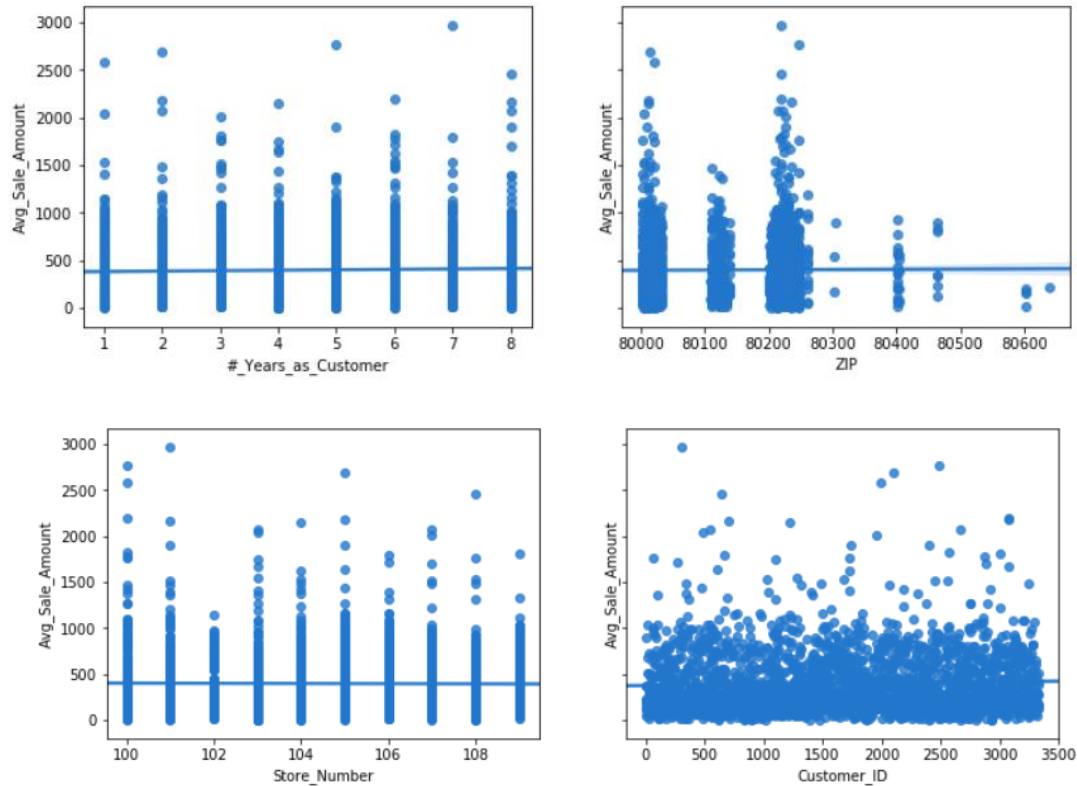 3000
2500
2000
1500
1000
500
0
Avg_Sale_Amount
1 2 3 4 5 6 7 8
#_Years_as_Customer
Avg_Sale_Amount
80000 80100 80200 80300 80400 80500 80600
ZIP
3000
2500
2000
1500
1000
500
0
Avg_Sale_Amount
100 102 104 106 108
Store_Number
Avg_Sale_Amount
0 500 1000 1500 2000 2500 3000 3500
Customer_ID